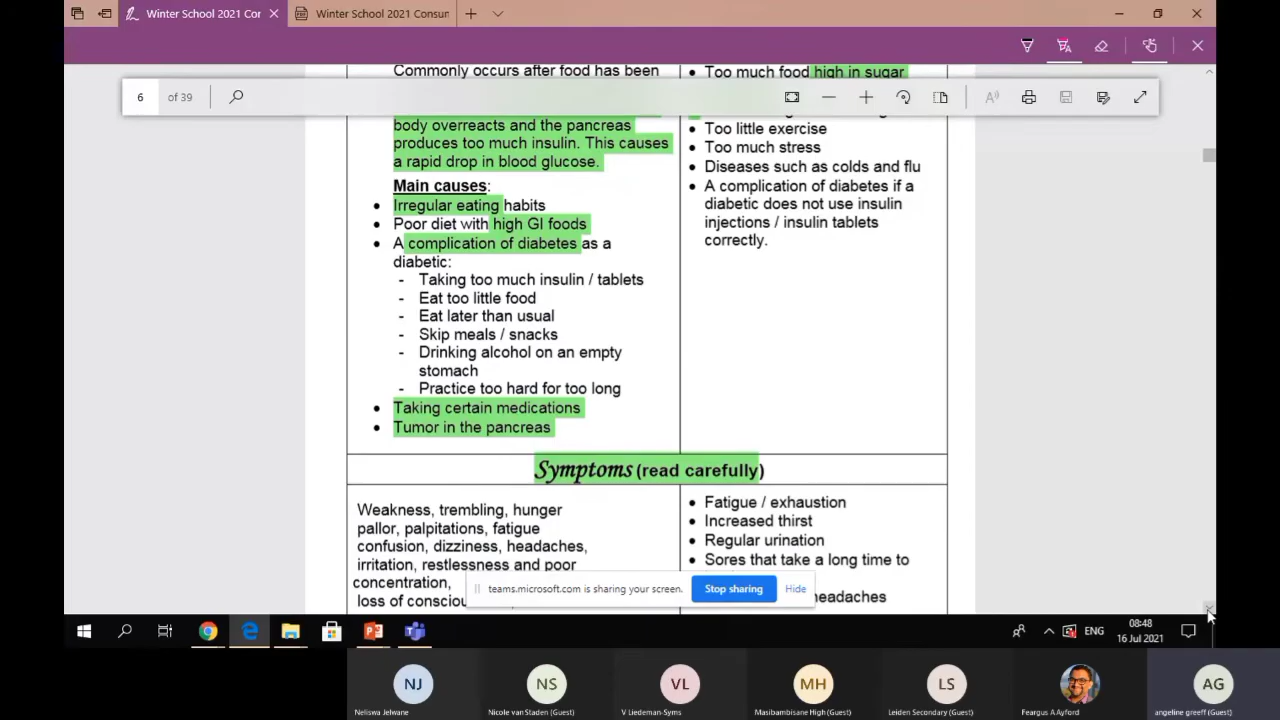 Winter School 2021 Cor
Winter School 2021 Consun
6 of 39
Commonly occurs after food has been
body overreacts and the pancreas
produces too much insulin. This causes
a rapid drop in blood glucose.
Main causes:
• Irregular eating habits
• Poor diet with high GI foods
• A complication of diabetes as a
diabetic:
- Taking too much insulin / tablets
- Eat too little food
- Eat later than usual
- Skip meals / snacks
- Drinking alcohol on an empty
stomach
- Practice too hard for too long
• Taking certain medications
• Tumor in the pancreas
• Too much food high in sugar
• Too little exercise
• Too much stress
• Diseases such as colds and flu
• A complication of diabetes if a
diabetic does not use insulin
injections / insulin tablets
correctly.
Symptoms (read carefully)
Weakness, trembling, hunger
pallor, palpitations, fatigue
confusion, dizziness, headaches,
irritation, restlessness and poor
concentration,
loss of consciou
• Fatigue / exhaustion
• Increased thirst
• Regular urination
• Sores that take a long time to
headaches
teams.microsoft.com is sharing your screen.
Stop sharing
Hide
ENG
08:48
16 Jul 2021
NJ
Neliswa Jelwane
NS
Nicole van Staden (Guest)
VL
V Liedeman-Syms
MH
Masibambisane High (Guest)
LS
Leiden Secondary (Guest)
Feargus A Ayford
AG
angeline greeff (Guest)